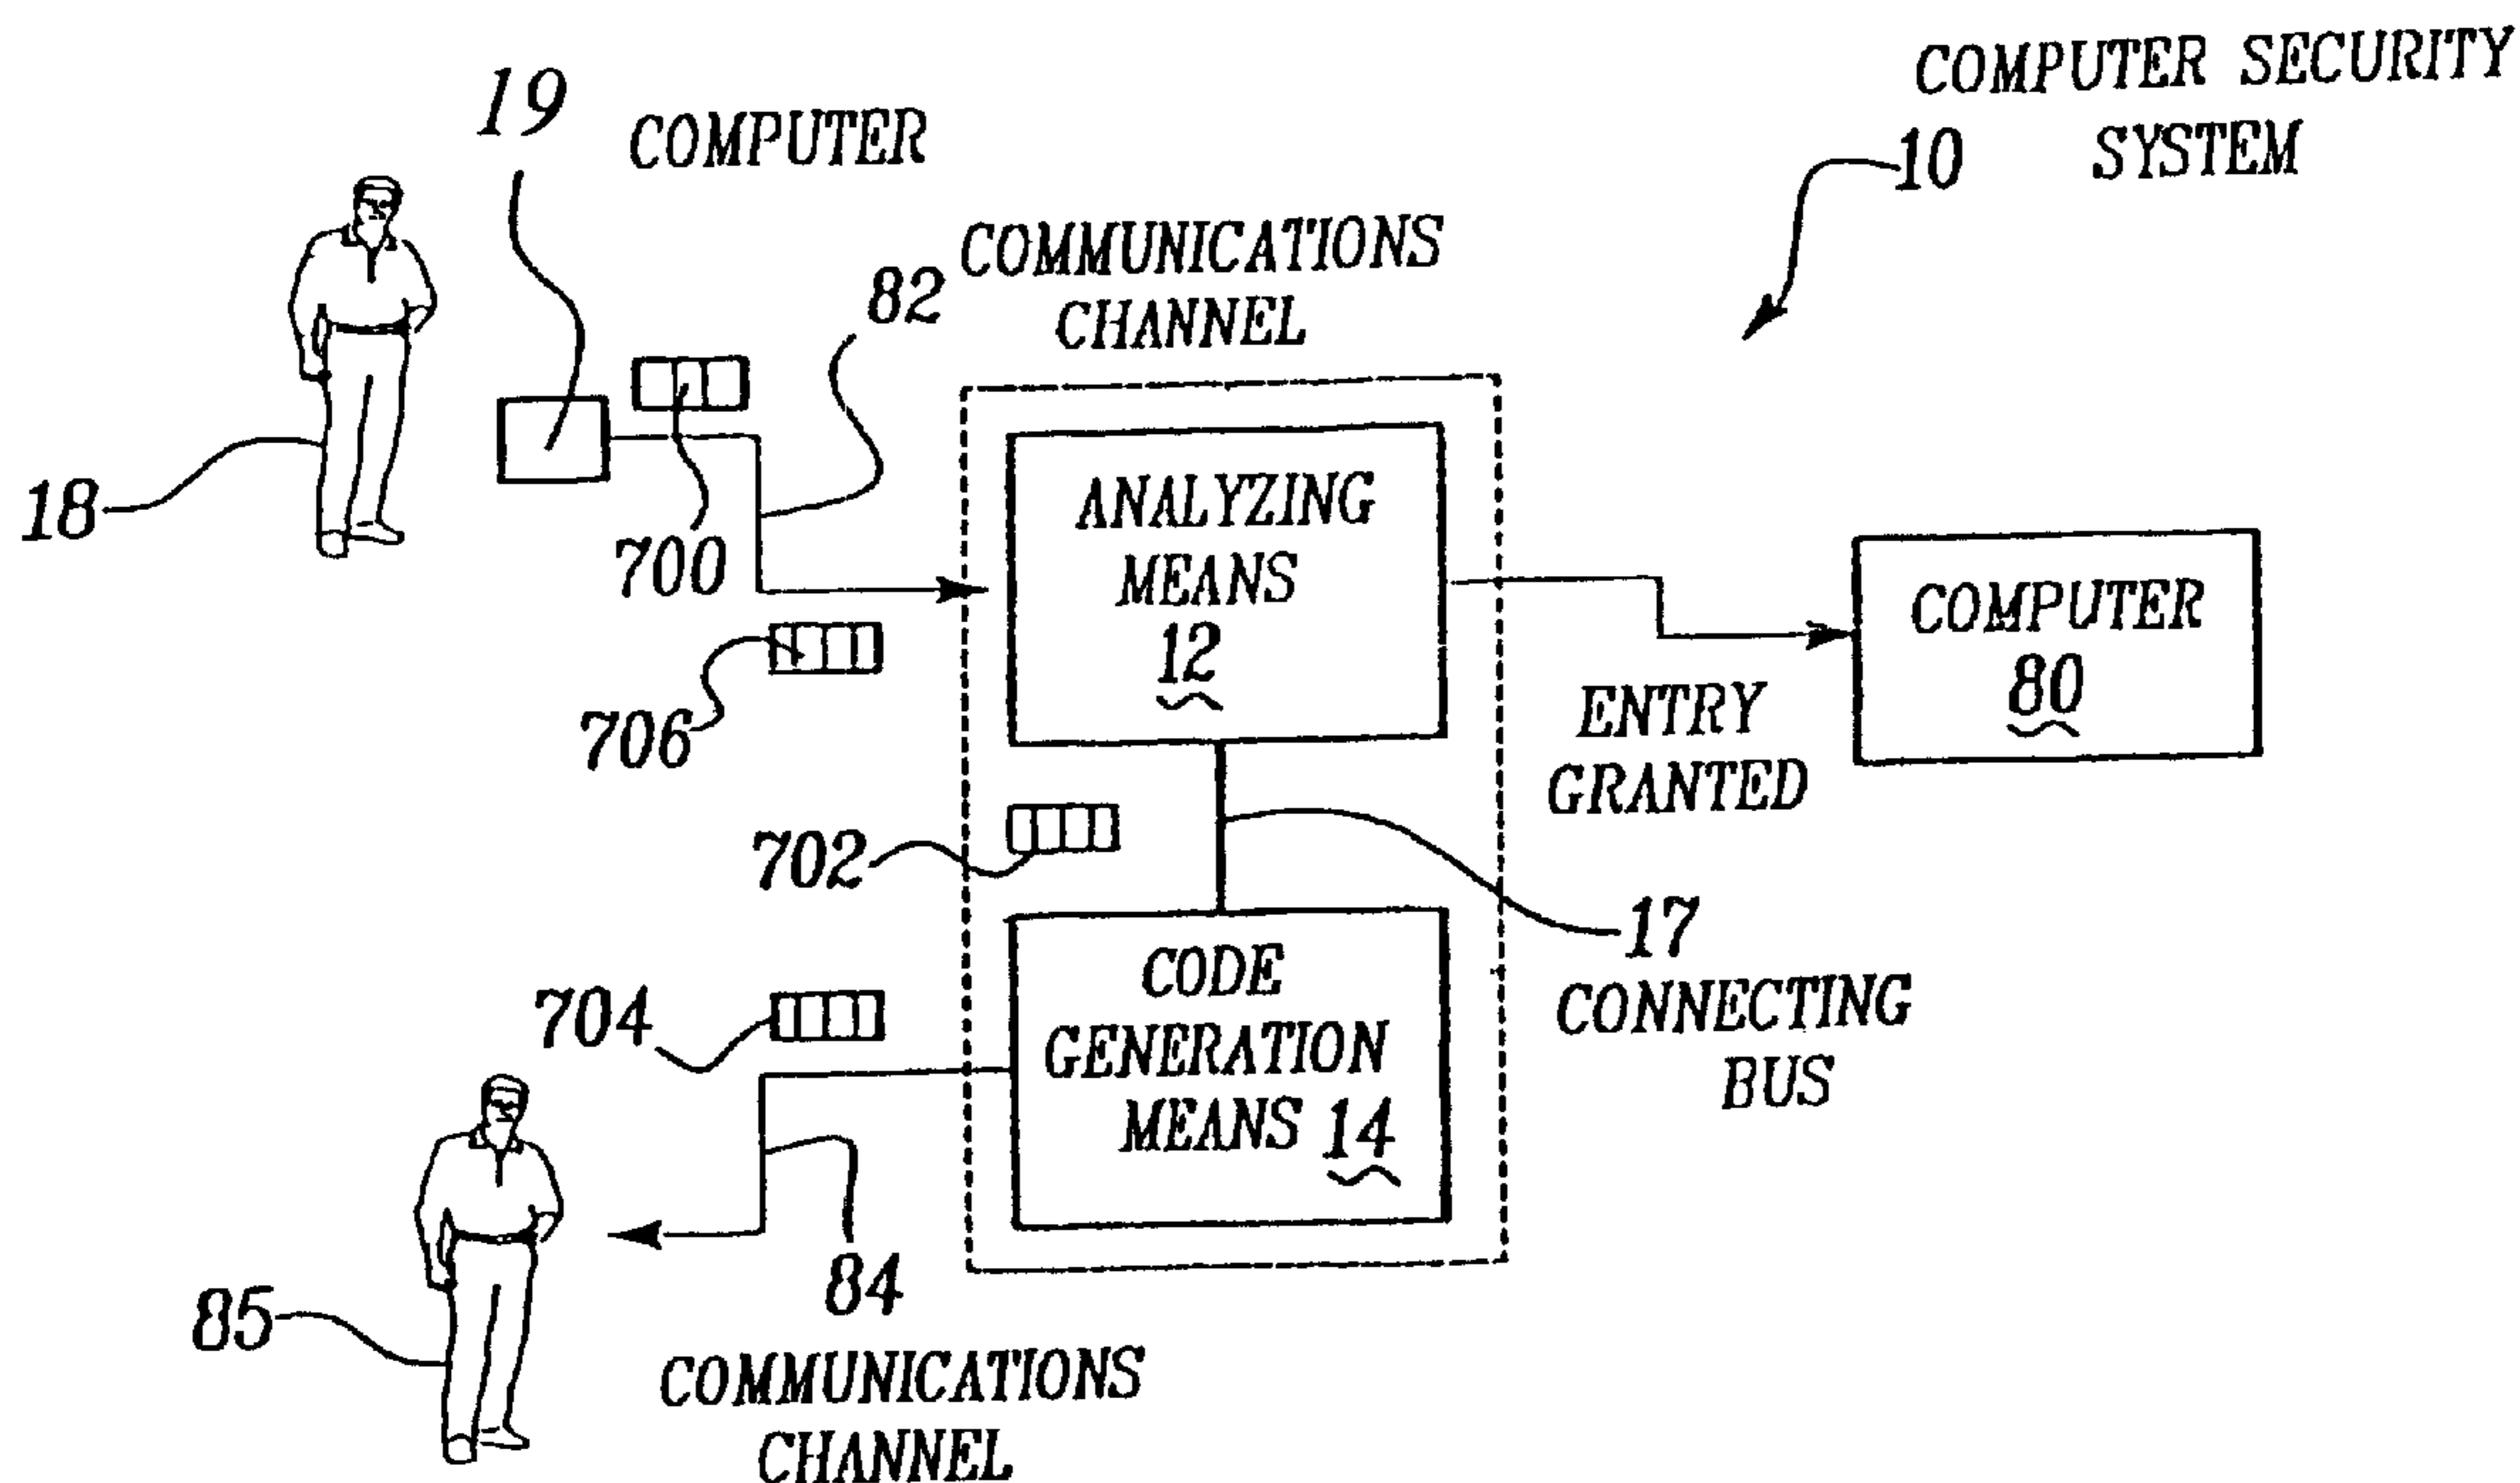 COMPUTER SECURITY
10 SYSTEM
19 COMPUTER
82 COMMUNICATIONS
CHANNEL
18
700
706
ANALYZING
MEANS
12
COMPUTER
80
ENTRY
GRANTED
702
17
CONNECTING
BUS
704
CODE
GENERATION
MEANS 14
85
84
COMMUNICATIONS
CHANNEL